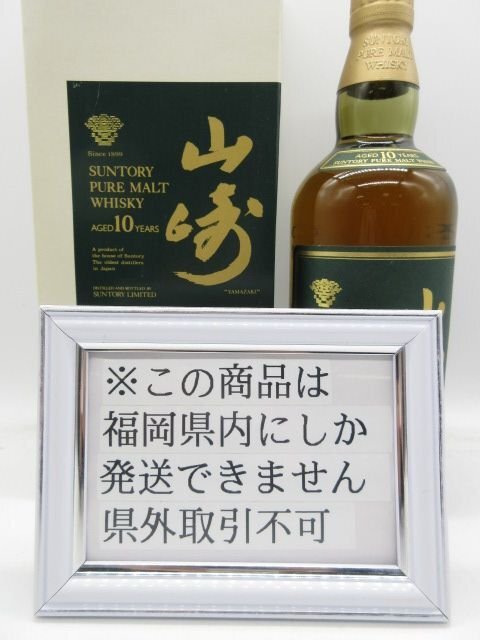 Since 1899
SUNTORY
PURE MALT
WHISKY
AGED 10 YEARS
A product of
the house of Suntory
The oldest distillers
in Japan
DISTILLED AND BOTTLED BY
SUNTORY LIMITED
山崎
"YAMAZAKI"
SUNTORY
PURE MALT
WHISKY
AGED 10 YEARS
SUNTORY PURE MALT WHISKY
※この商品は
福岡県内にしか
発送できません
県外取引不可